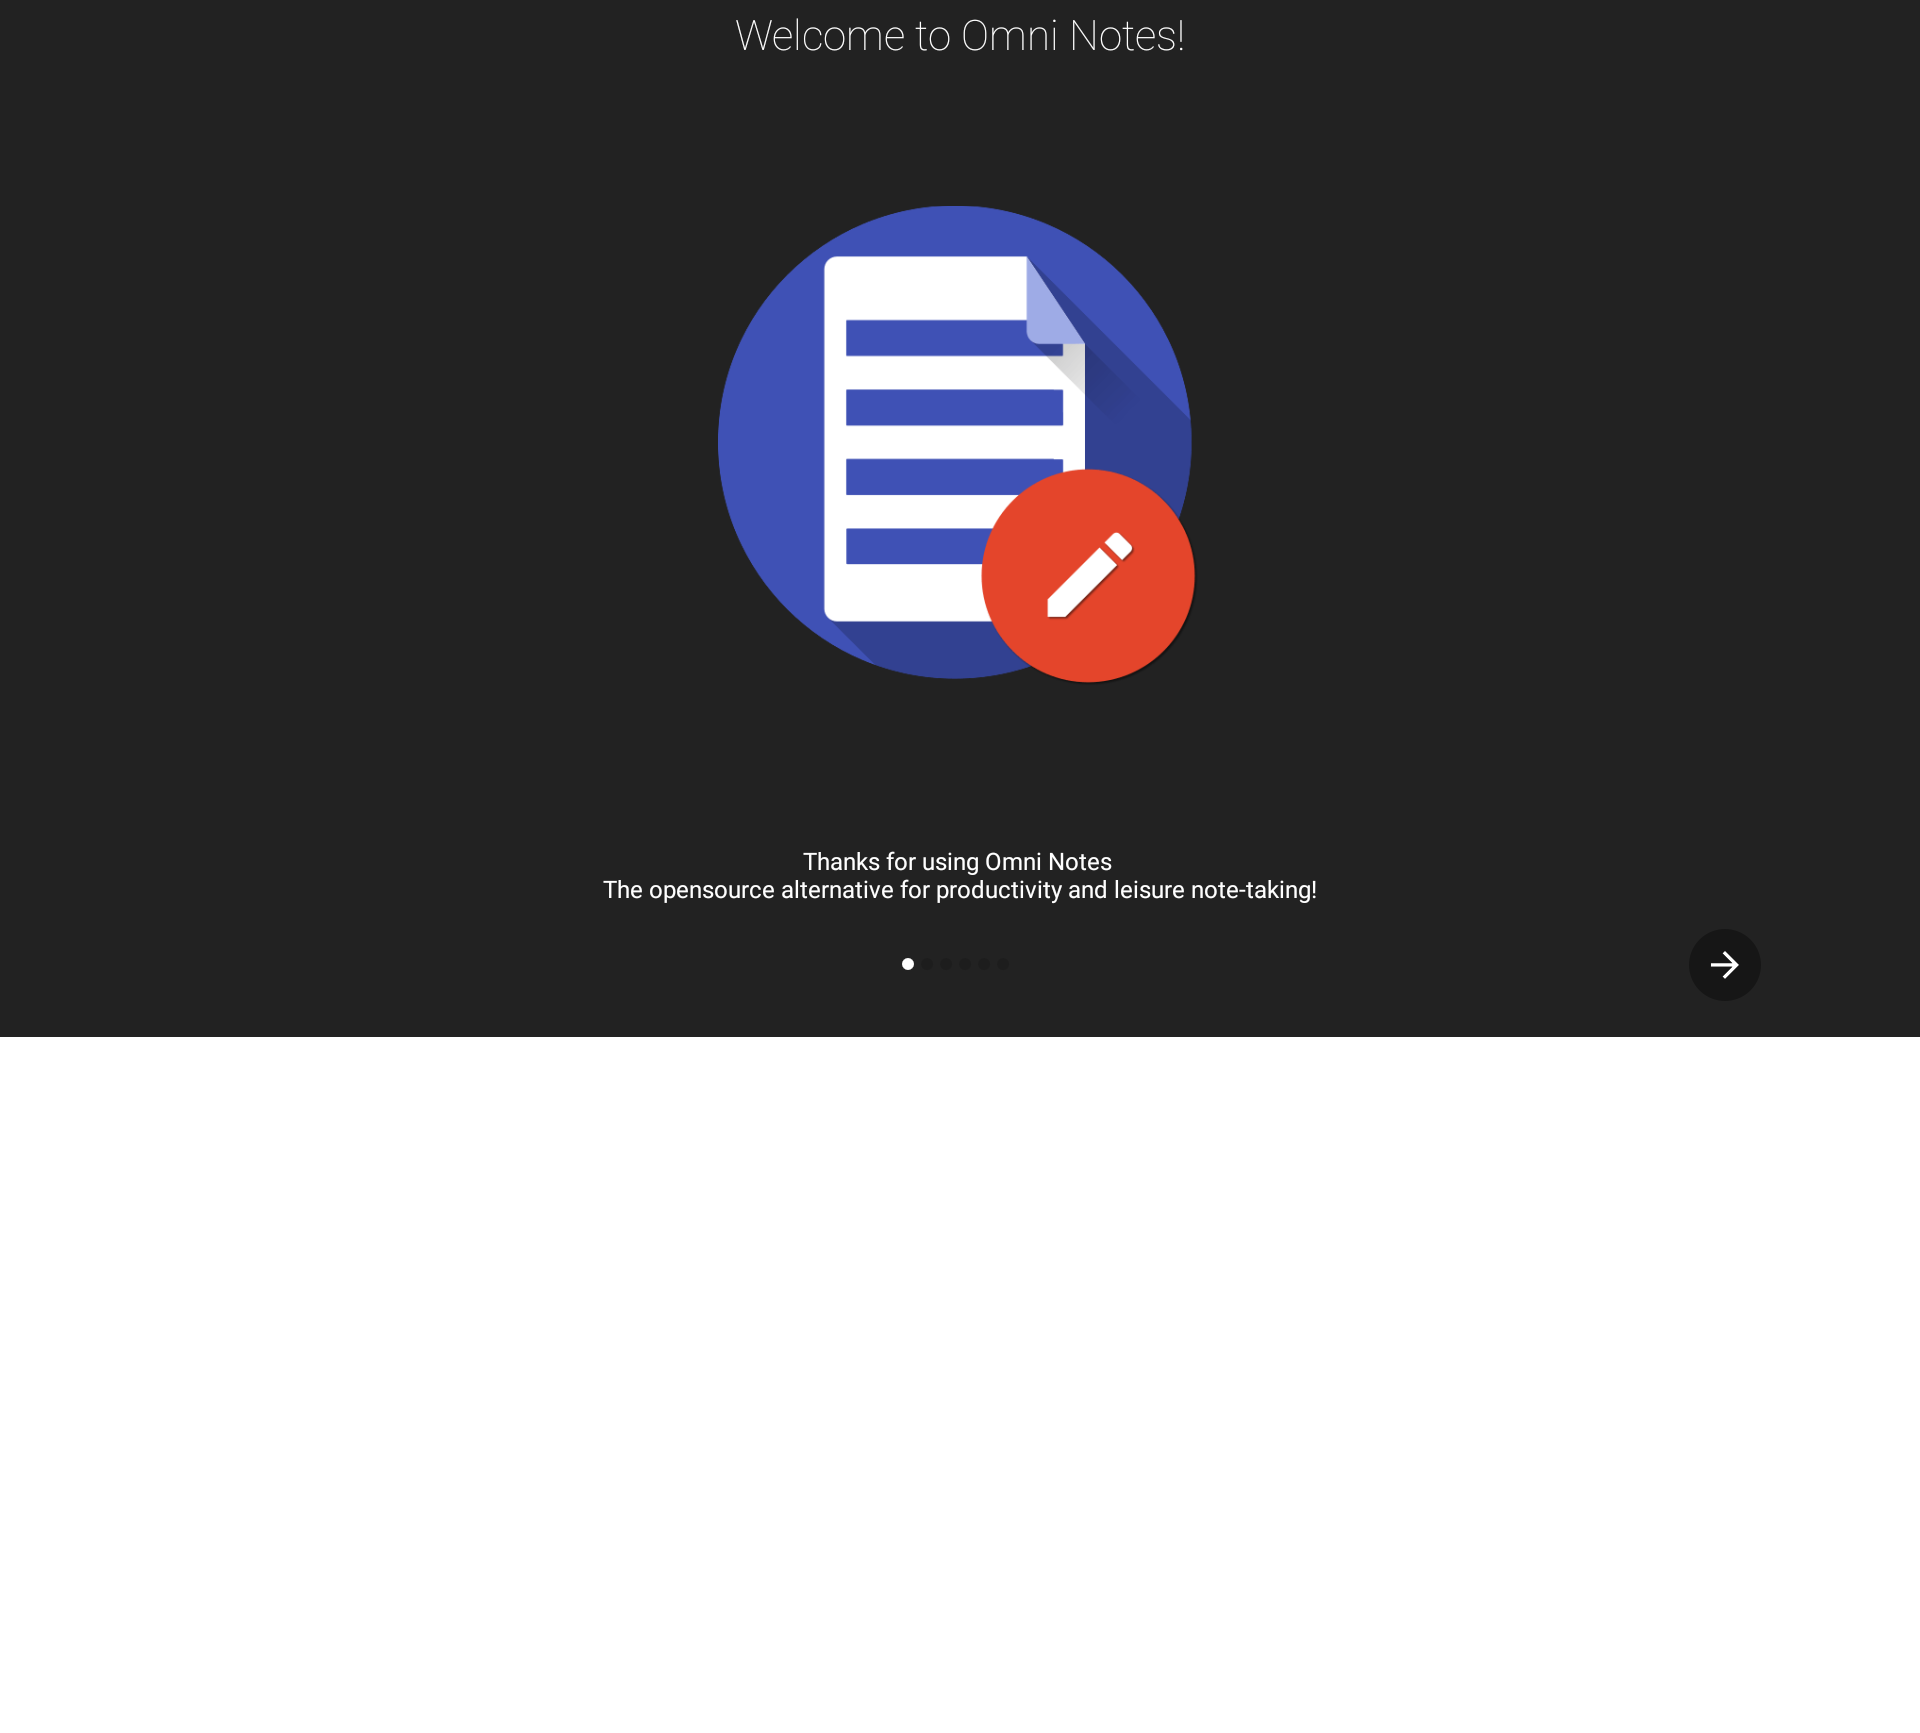 Welcome to Omni Notes!
Thanks for using Omni Notes
The opensource alternative for productivity and leisure note-taking!